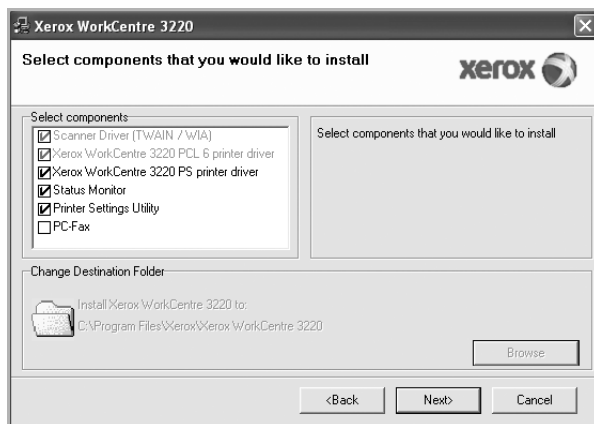 Xerox WorkCentre 3220
Select components that you would like to install
xerox
Select components
Scanner Driver (TWAIN / WIA)
Xerox WorkCentre 3220 PCL 6 printer driver
Xerox WorkCentre 3220 PS printer driver
Status Monitor
Printer Settings Utility
PC-Fax
Select components that you would like to install
Change Destination Folder
Install Xerox WorkCentre 3220 to:
C:\Program Files\Xerox\Xerox WorkCentre 3220
Browse
<Back
Next>
Cancel